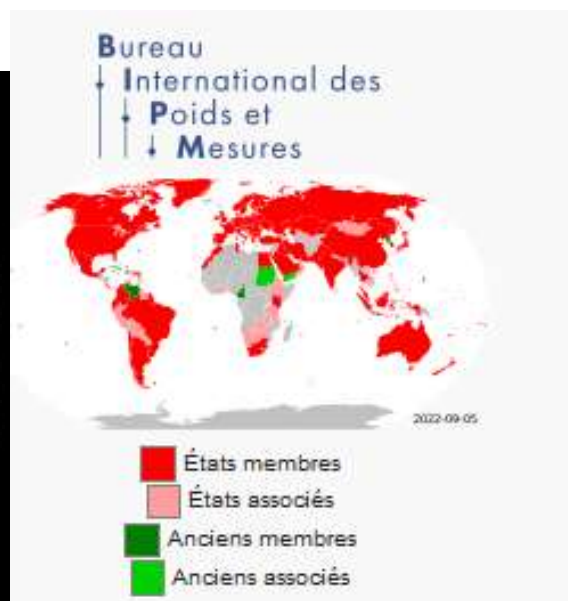 Bureau
International des
Poids et
Mesures
2022-09-05
États membres
États associés
Anciens membres
Anciens associés